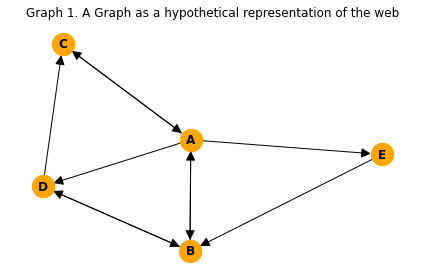 Graph 1. A Graph as a hypothetical representation of the web
C
A
E
D
B